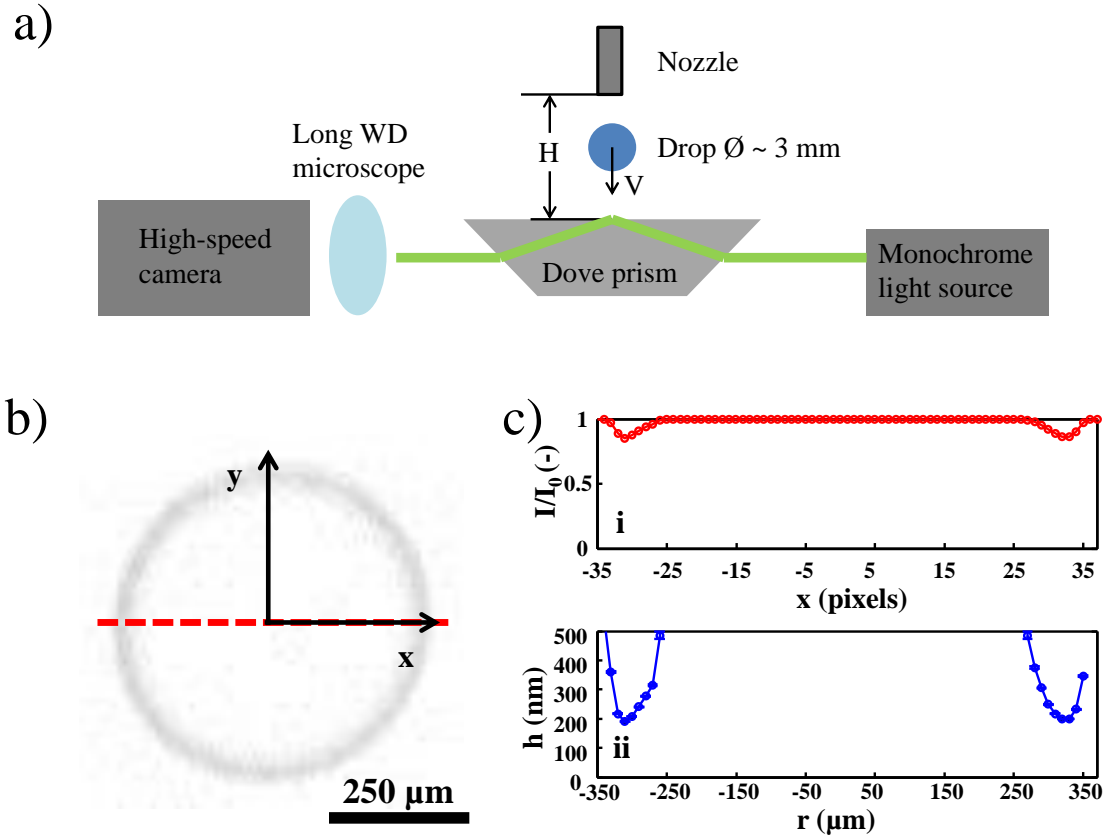 a)
Nozzle
Long WD
microscope
H
Drop Ø ~ 3 mm
V
High-speed
camera
Dove prism
Monochrome
light source
b)
y
x
250 µm
c)
I/I0 (-)
1
0.5
0
i
-35 -25 -15 -5 5 15 25 35
x (pixels)
h (nm)
500
400
300
200
100
0
ii
-350 -250 -150 -50 50 150 250 350
r (µm)